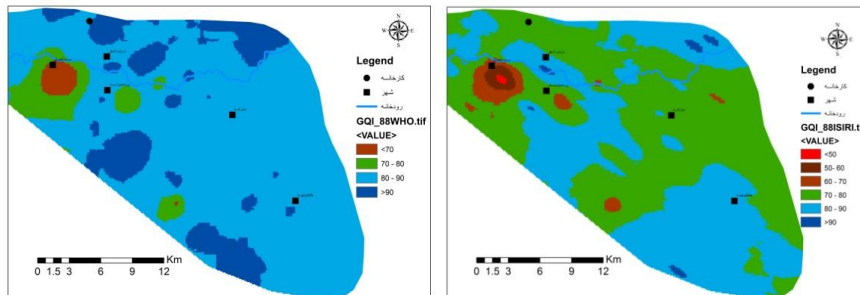 N
W E
S
Legend
کارخانه
شهر
رودخانه
GQI_88WHO.tif
<VALUE>
<70
70 - 80
80 - 90
>90
Km
0 1.5 3 6 9 12
N
W E
S
Legend
کارخانه
شهر
رودخانه
GQI_88ISIRI.t
<VALUE>
<50
50- 60
60 - 70
70 - 80
80 - 90
>90
Km
0 1.5 3 6 9 12